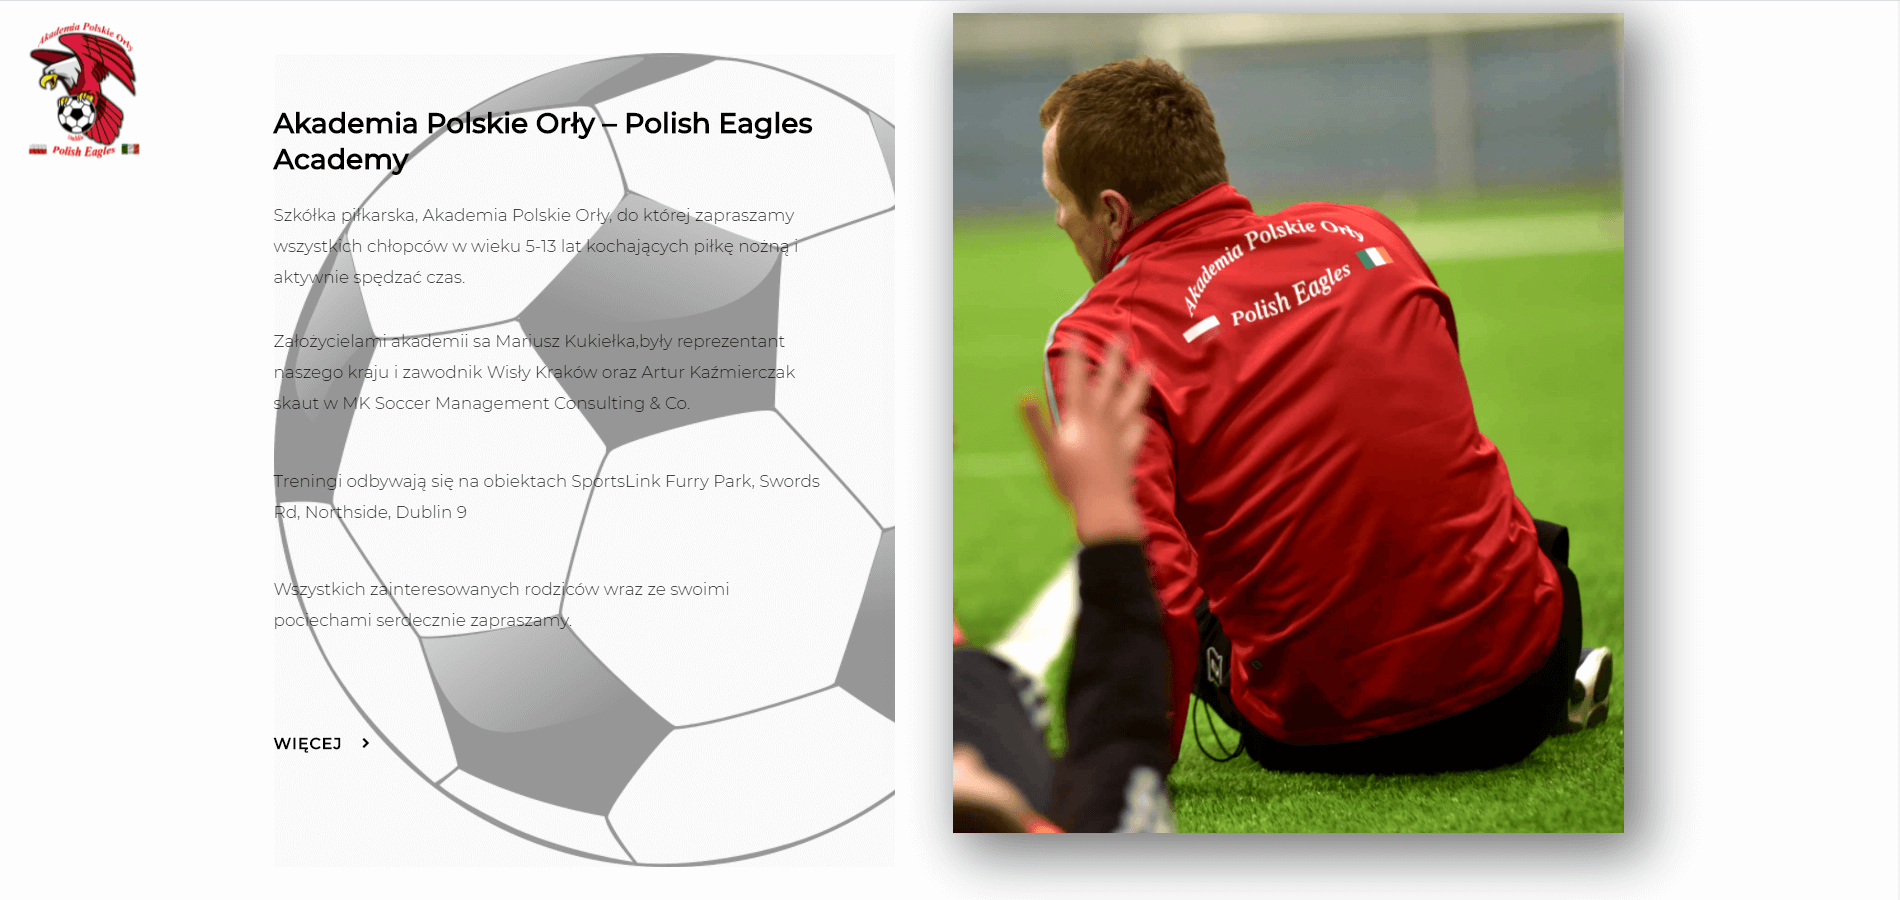 Akademia Polskie Orły
Polish Eagles
Akademia Polskie Orły – Polish Eagles
Academy
Szkółka piłkarska, Akademia Polskie Orły, do której zapraszamy
wszystkich chłopców w wieku 5-13 lat kochających piłkę nożną i
aktywnie spędzać czas.
Założycielami akademii sa Mariusz Kukiełka,były reprezentant
naszego kraju i zawodnik Wisły Kraków oraz Artur Kaźmierczak
skaut w MK Soccer Management Consulting & Co.
Treningi odbywają się na obiektach SportsLink Furry Park, Swords
Rd, Northside, Dublin 9
Wszystkich zainteresowanych rodziców wraz ze swoimi
pociechami serdecznie zapraszamy.
WIĘCEJ
Akademia Polskie Orły
Polish Eagles